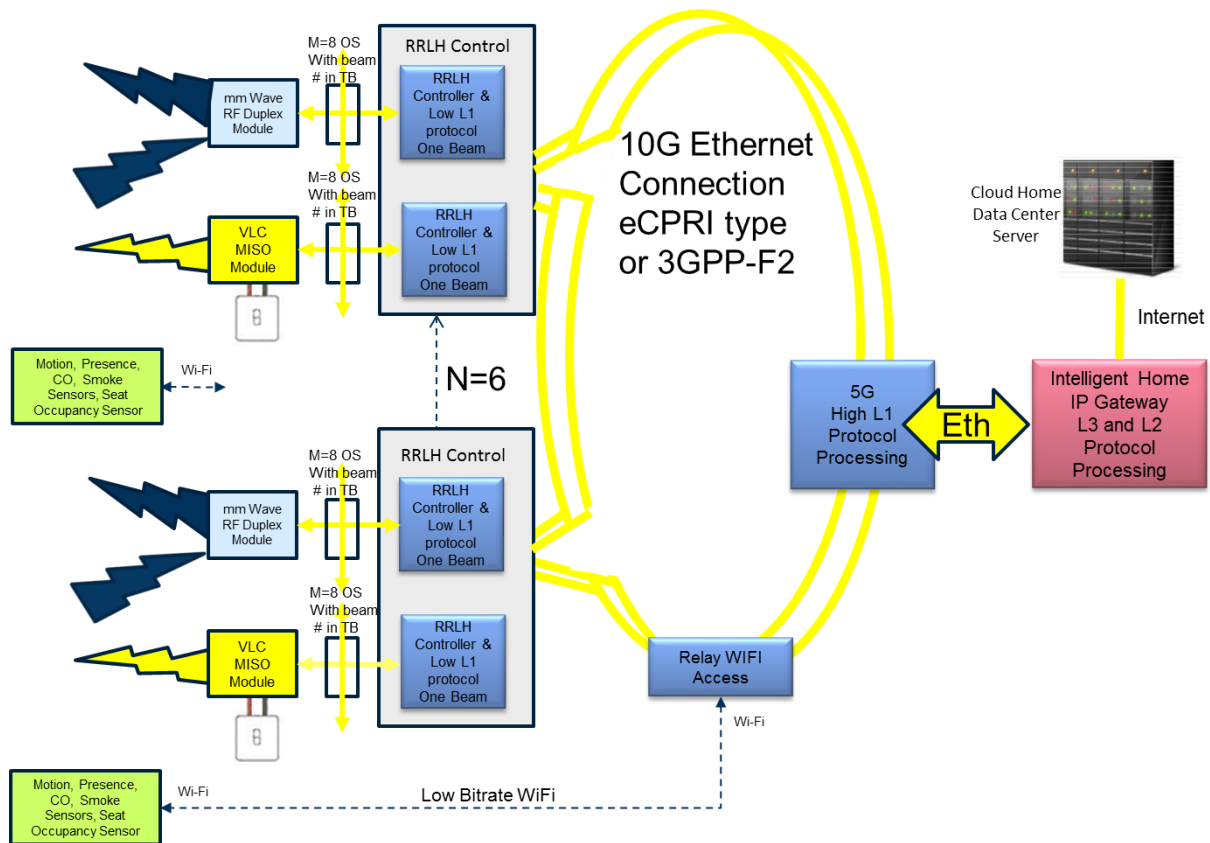 M=8 OS
With beam
# in TB
RRLH Control
mm Wave
RF Duplex
Module
RRLH
Controller &
Low L1
protocol
One Beam
M=8 OS
With beam
# in TB
VLC
MISO
Module
RRLH
Controller &
Low L1
protocol
One Beam
10G Ethernet
Connection
eCPRI type
or 3GPP-F2
Cloud Home
Data Center
Server
Internet
Motion, Presence,
CO, Smoke
Sensors, Seat
Occupancy Sensor
Wi-Fi
N=6
5G
High L1
Protocol
Processing
Eth
Intelligent Home
IP Gateway
L3 and L2
Protocol
Processing
M=8 OS
With beam
# in TB
RRLH Control
mm Wave
RF Duplex
Module
RRLH
Controller &
Low L1
protocol
One Beam
M=8 OS
With beam
# in TB
VLC
MISO
Module
RRLH
Controller &
Low L1
protocol
One Beam
Relay WIFI
Access
Wi-Fi
Motion, Presence,
CO, Smoke
Sensors, Seat
Occupancy Sensor
Wi-Fi
Low Bitrate WiFi